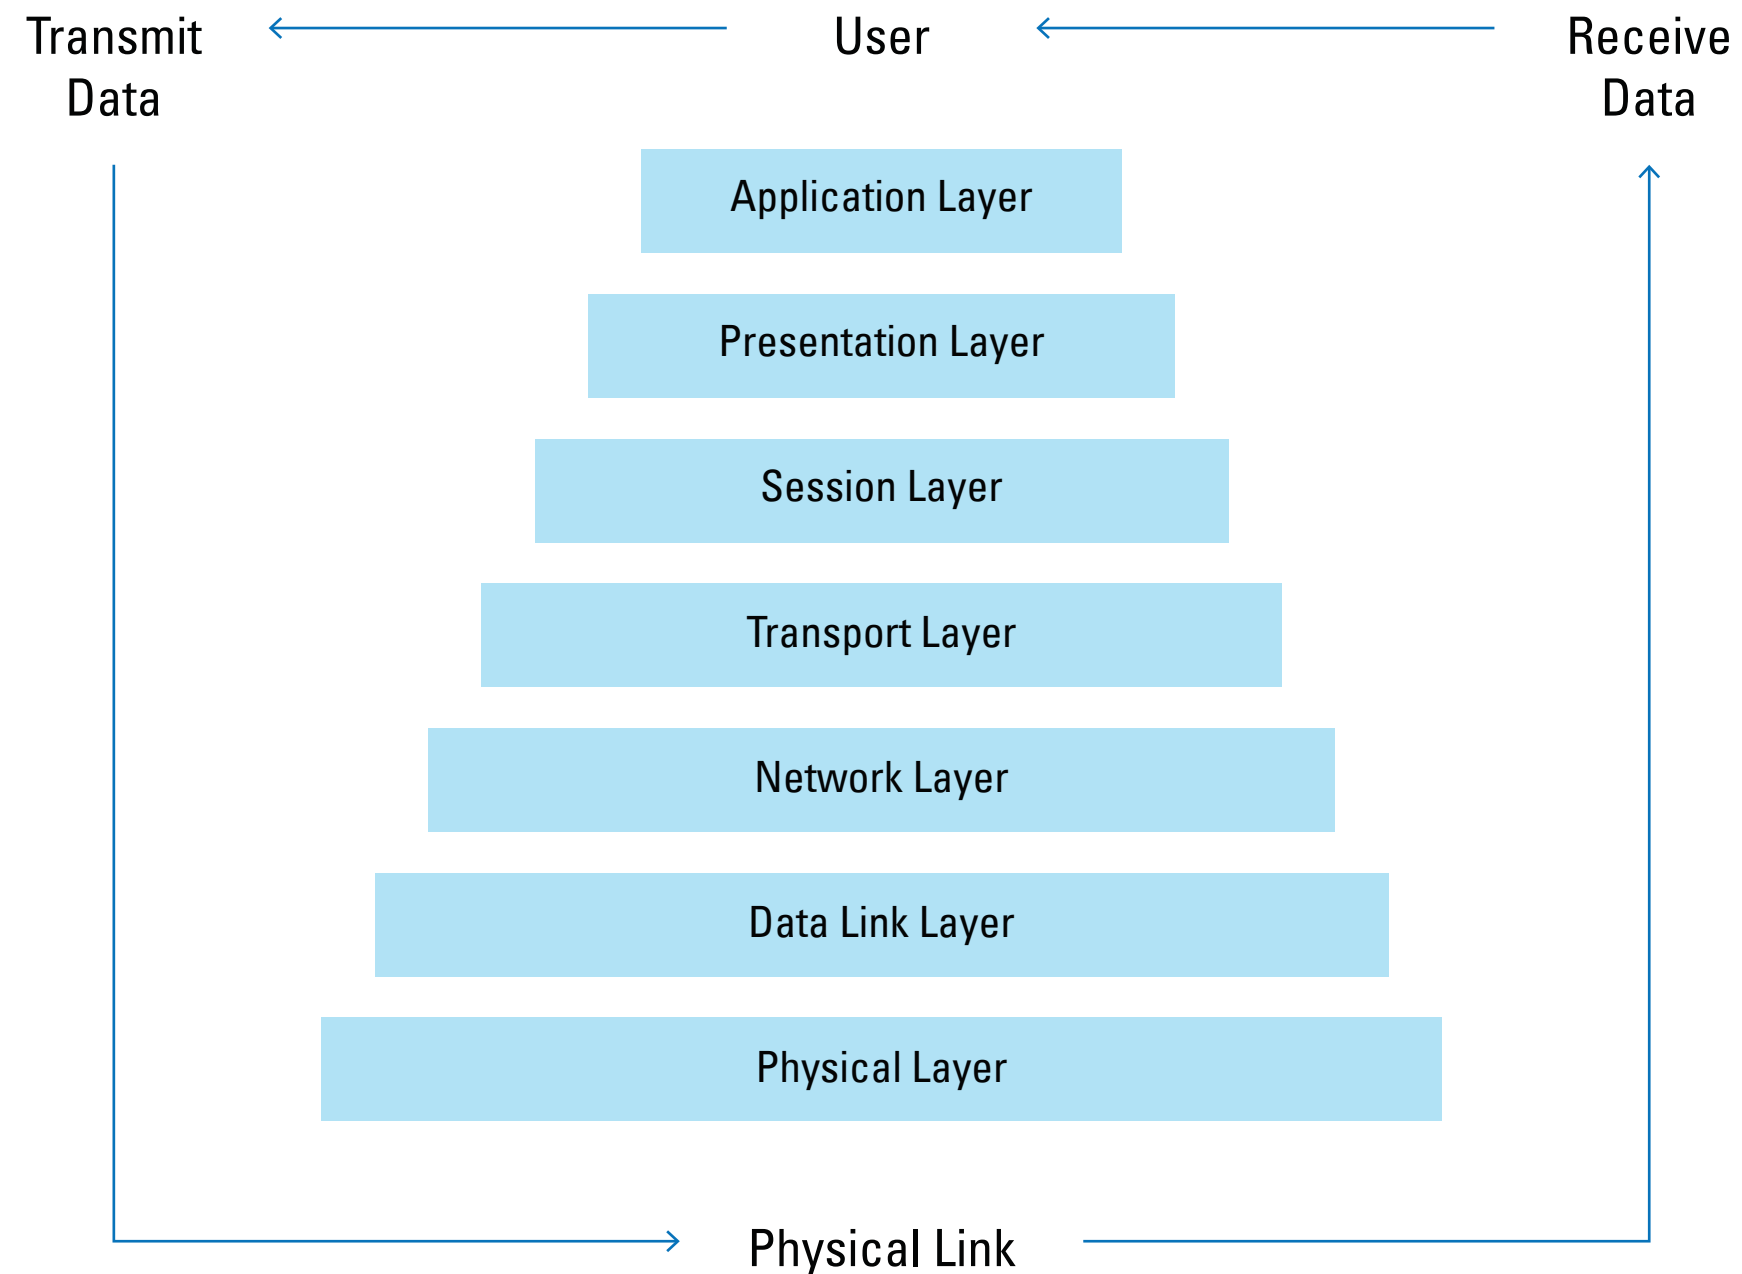 Transmit
Data
User
Receive
Data
Application Layer
Presentation Layer
Session Layer
Transport Layer
Network Layer
Data Link Layer
Physical Layer
Physical Link